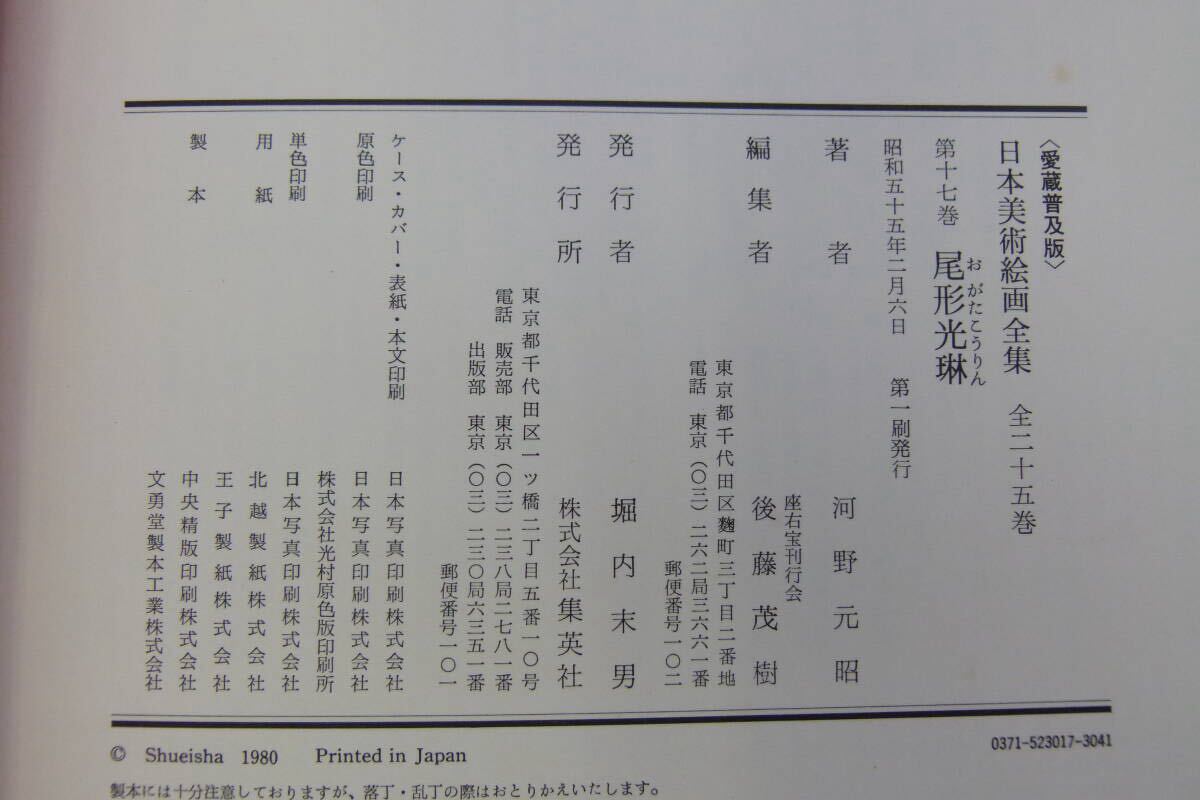 〈愛蔵普及版〉
日本美術絵画全集 全二十五巻
第十七巻 尾形光琳
おがたこうりん
昭和五十五年二月六日 第一刷発行
著者 河野元昭
座右宝刊行会
編集者 後藤茂樹
東京都千代田区麴町三丁目二番地
電話 東京(〇三)二六二局三六六一番
郵便番号一〇二
発行者 堀内末男
発行所 株式会社集英社
東京都千代田区一ツ橋二丁目五番一〇号
電話 販売部 東京(〇三)二三八局二七八一番
出版部 東京(〇三)二三〇局六三五一番
郵便番号一〇一
ケース・カバー・表紙・本文印刷 日本写真印刷株式会社
原色印刷 日本写真印刷株式会社
株式会社光村原色版印刷所
単色印刷 日本写真印刷株式会社
用紙 北越製紙株式会社
王子製紙株式会社
製本 中央精版印刷株式会社
文勇堂製本工業株式会社
© Shueisha 1980 Printed in Japan
0371-523017-3041
製本には十分注意しておりますが、落丁・乱丁の際はおとりかえいたします。